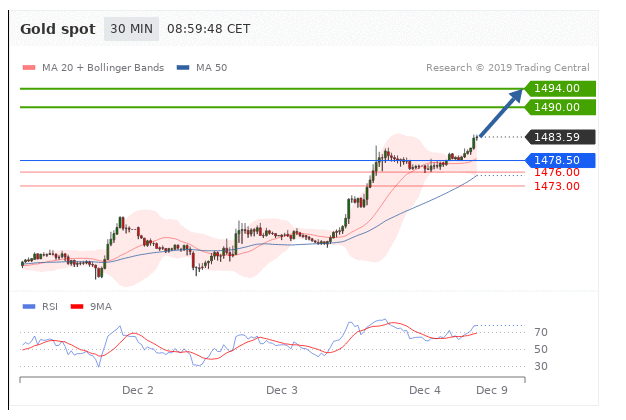 Gold spot 30 MIN 08:59:48 CET
MA 20 + Bollinger Bands MA 50 Research © 2019 Trading Central
1494.00
1490.00
1483.59
1478.50
1476.00
1473.00
RSI 9MA
70
50
30
Dec 2 Dec 3 Dec 4 Dec 9